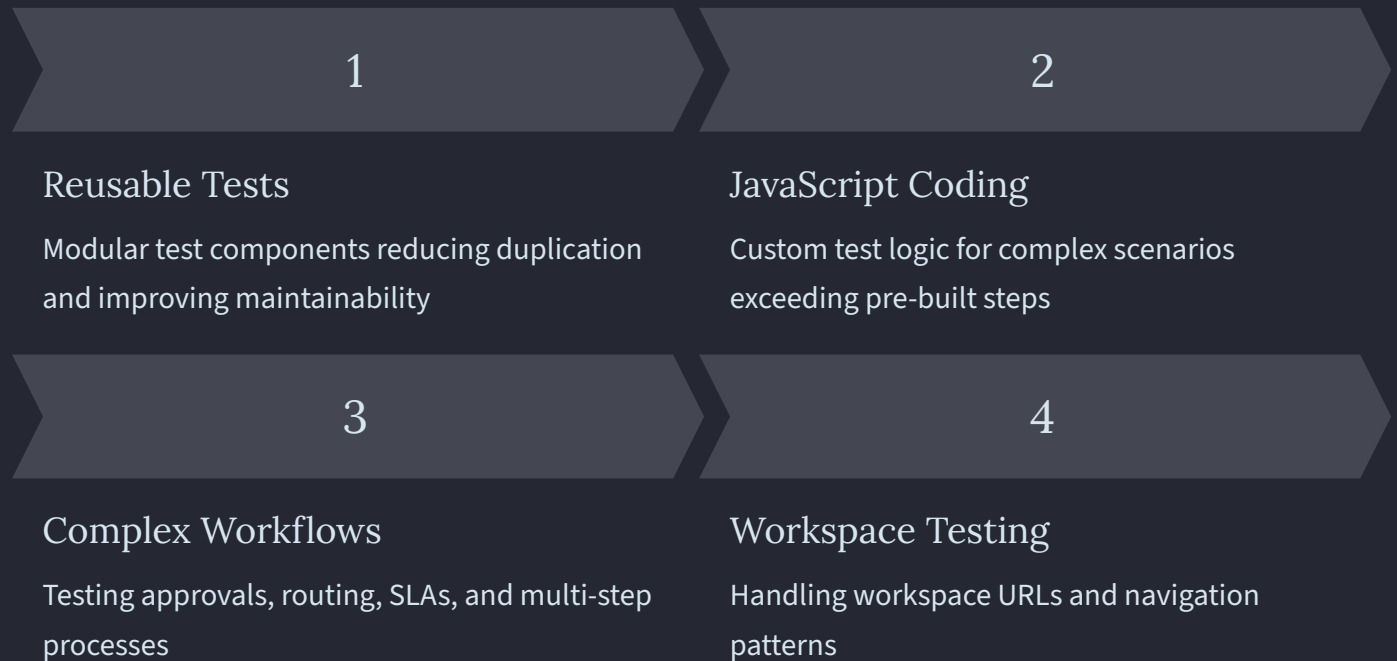 1
2
Reusable Tests
Modular test components reducing duplication
and improving maintainability
JavaScript Coding
Custom test logic for complex scenarios
exceeding pre-built steps
3
4
Complex Workflows
Testing approvals, routing, SLAs, and multi-step
processes
Workspace Testing
Handling workspace URLs and navigation
patterns